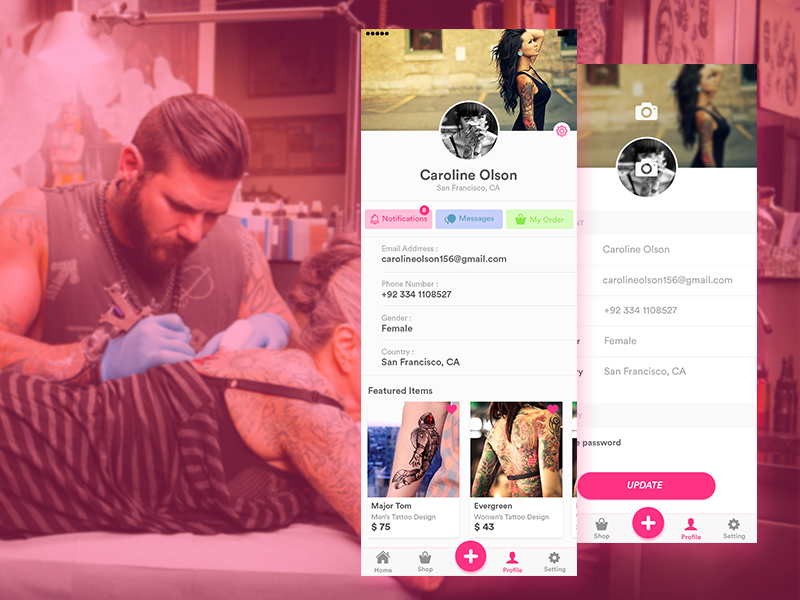 Caroline Olson
San Francisco, CA
8
Notifications
Messages
My Order
Email Addrress :
carolineolson156@gmail.com
Phone Number :
+92 334 1108527
Gender :
Female
Country :
San Francisco, CA
Featured Items
Major Tom
Men's Tattoo Design
$ 75
Evergreen
Women's Tattoo Design
$ 43
Home
Shop
Profile
Setting
NT
Caroline Olson
carolineolson156@gmail.com
+92 334 1108527
r
Female
ry
San Francisco, CA
Y
e password
UPDATE
Shop
Profile
Setting